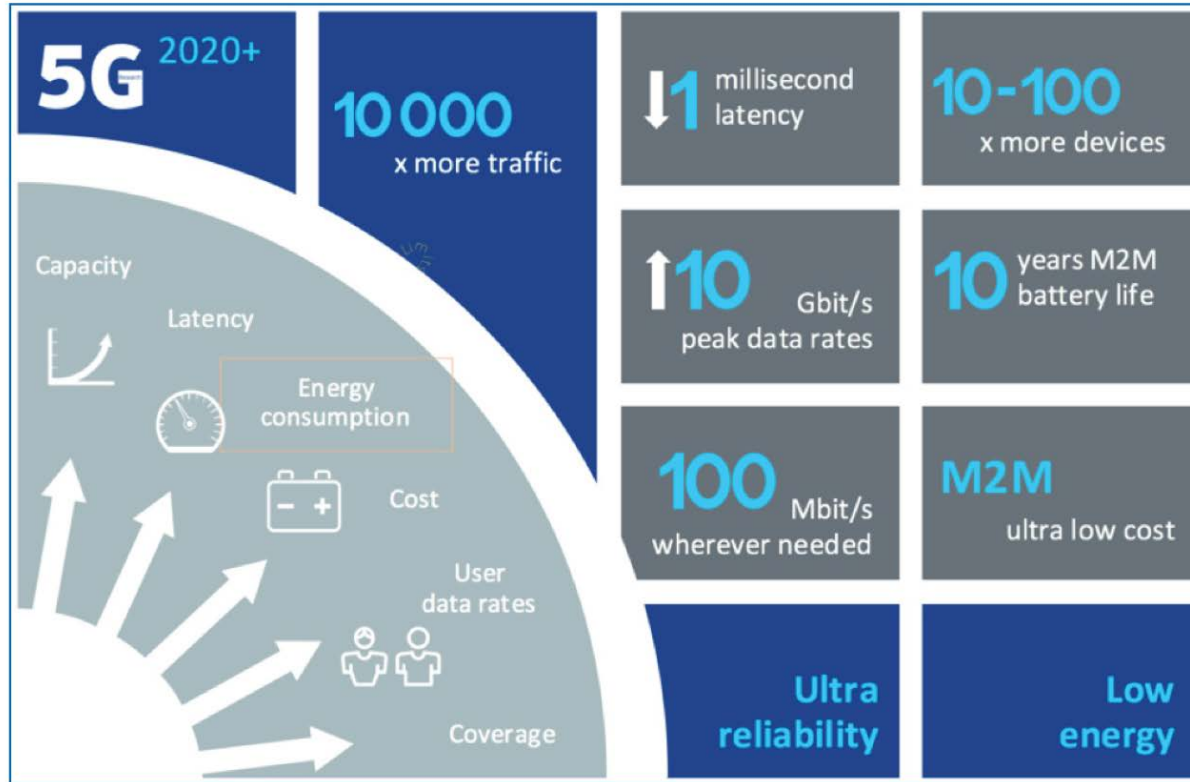 5G 2020+
10 000
x more traffic
1 millisecond
latency
10-100
x more devices
10 Gbit/s
peak data rates
10 years M2M
battery life
100 Mbit/s
wherever needed
M2M
ultra low cost
Ultra
reliability
Low
energy
Capacity
Latency
Energy
consumption
Cost
User
data rates
Coverage